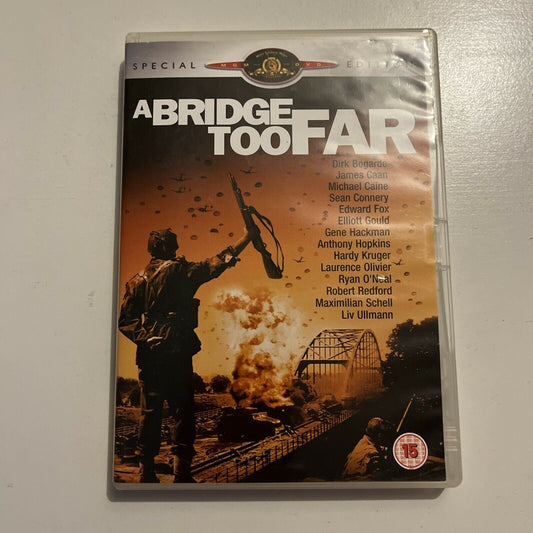 SPECIAL MGM DVD EDITION
A BRIDGE
TOO FAR
Dirk Bogarde
James Caan
Michael Caine
Sean Connery
Edward Fox
Elliott Gould
Gene Hackman
Anthony Hopkins
Hardy Kruger
Laurence Olivier
Ryan O'Neal
Robert Redford
Maximilian Schell
Liv Ullmann
15